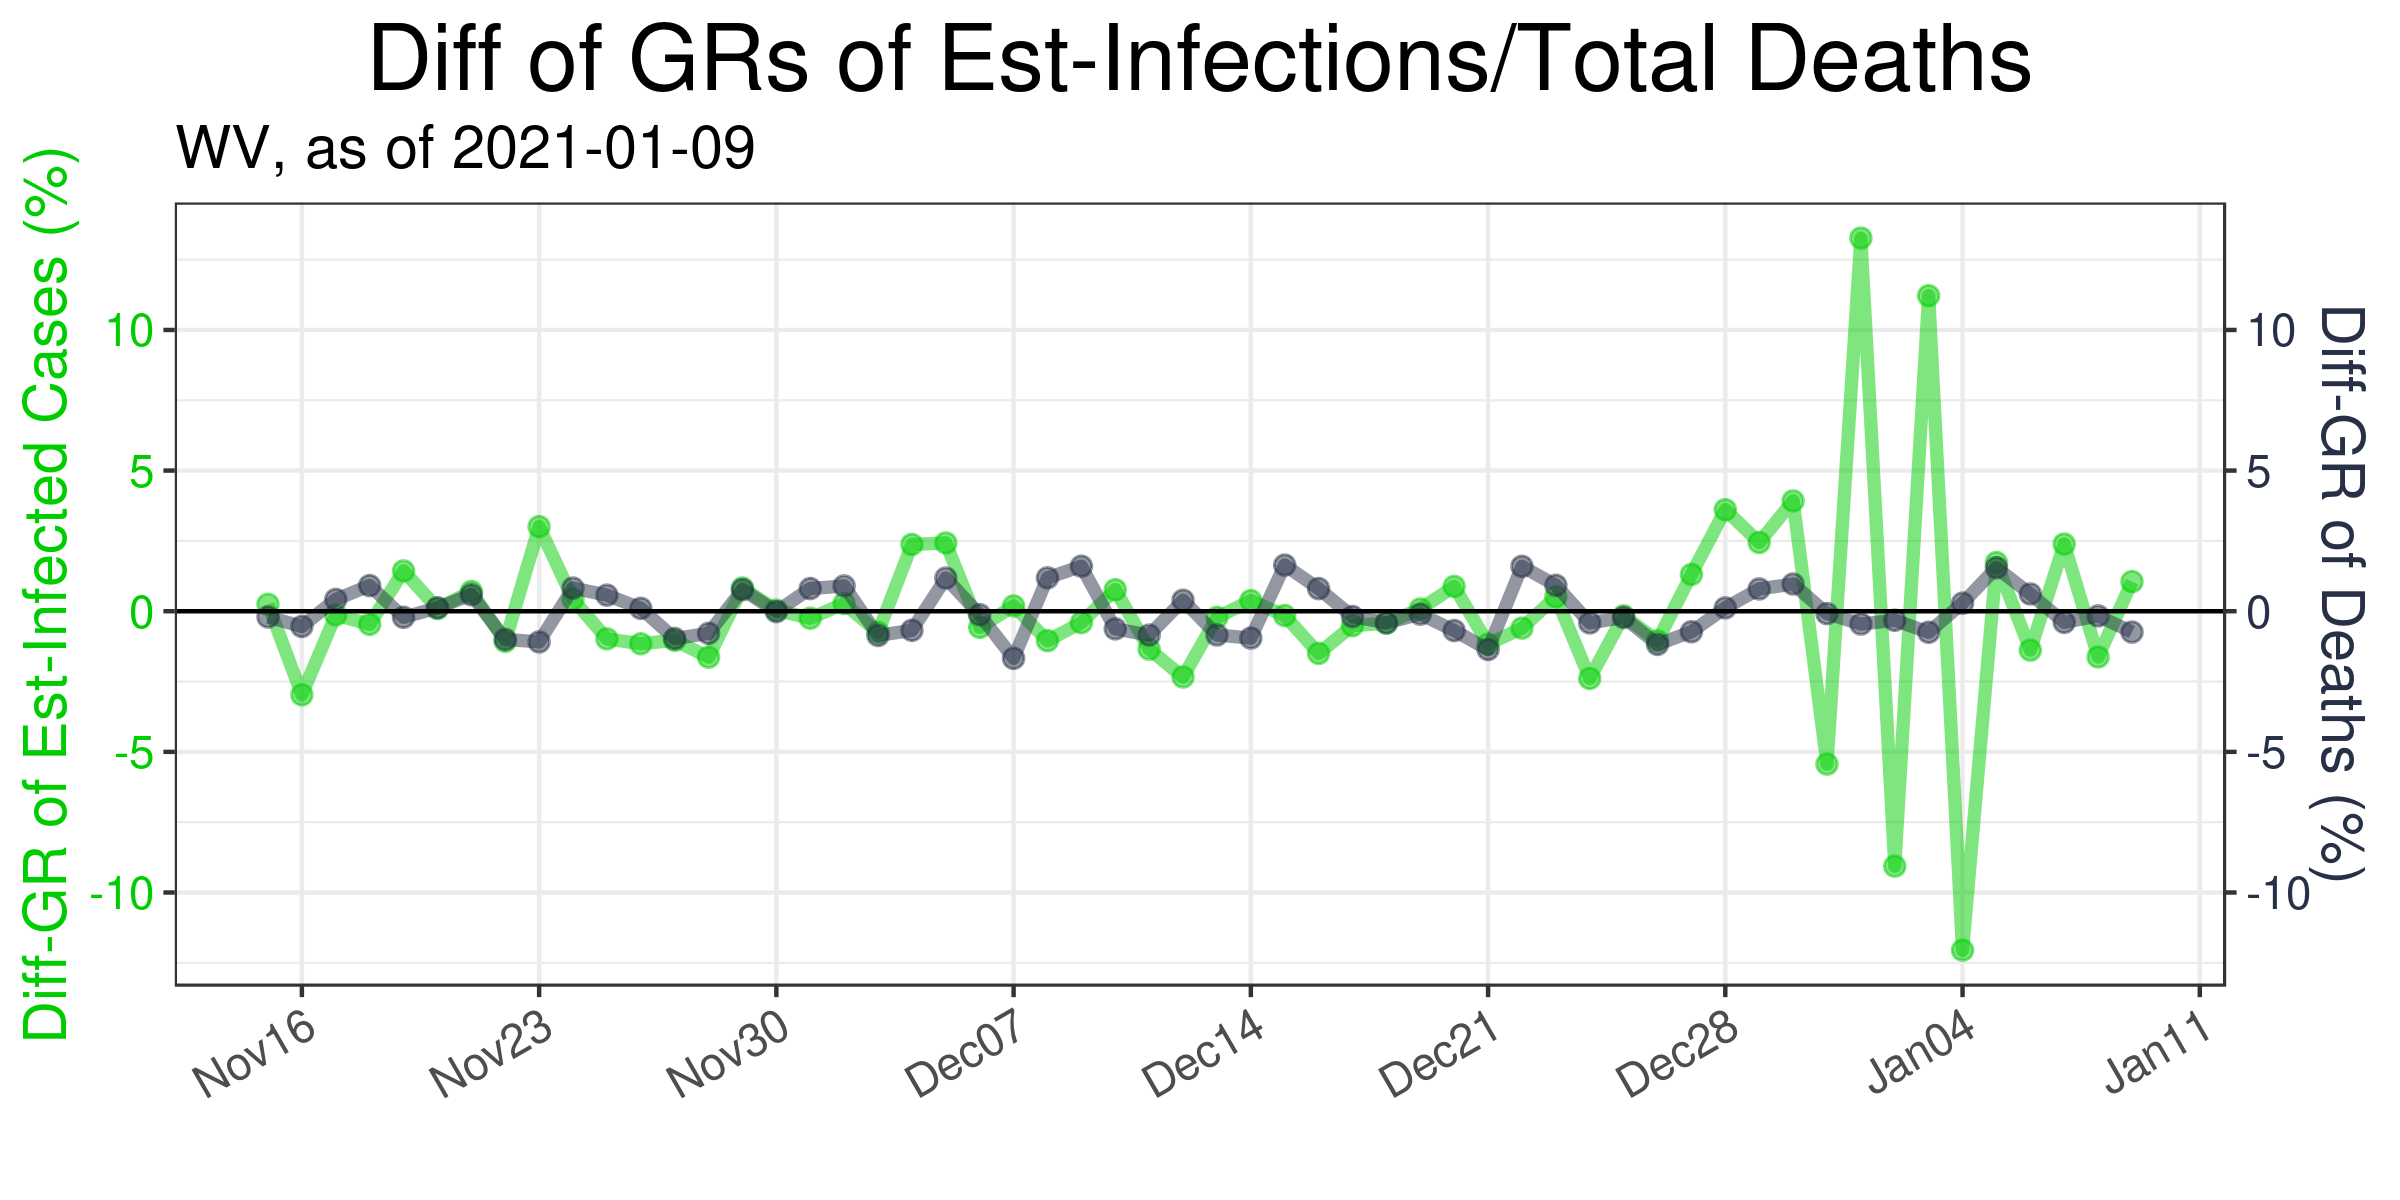 Diff of GRs of Est-Infections/Total Deaths
WV, as of 2021-01-09
Diff-GR of Est-Infected Cases (%)
10
5
0
-5
-10
10
5
0
-5
-10
Diff-GR of Deaths (%)
Nov16
Nov23
Nov30
Dec07
Dec14
Dec21
Dec28
Jan04
Jan11